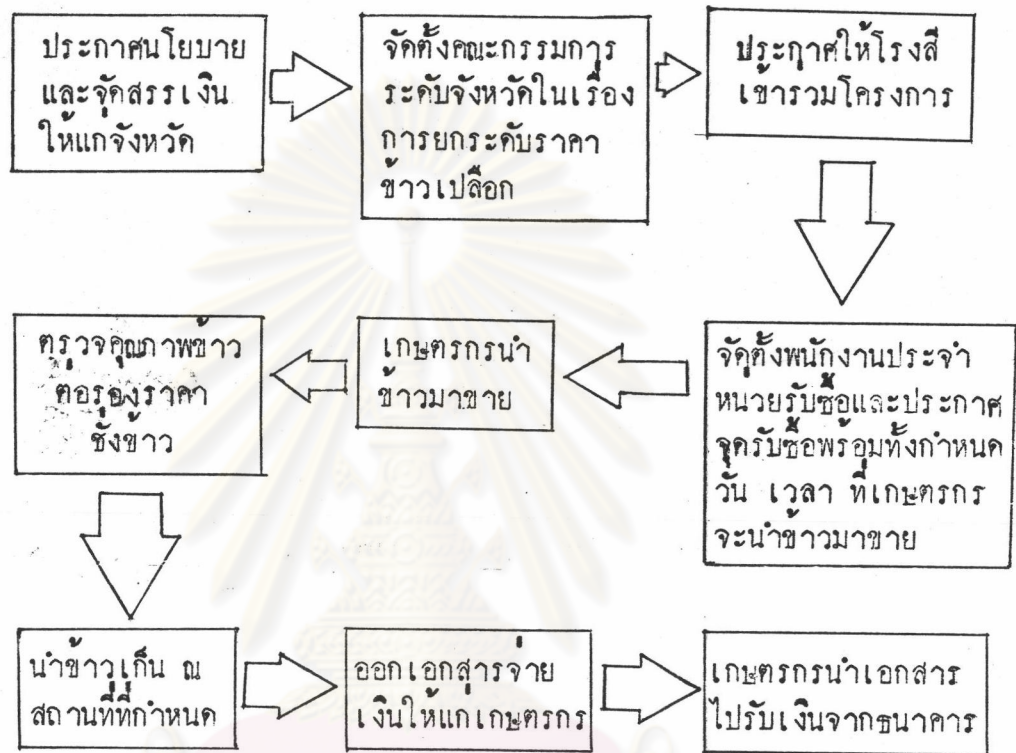 ประกาศนโยบาย
และจัดสรรเงิน
ให้แกจังหวัด
จัดตั้งคณะกรรมการ
ระดับจังหวัดในเรื่อง
การยกระดับราคา
ข้าวเปลือก
ประกาศให้โรงสี
เข้ารวมโครงการ
จัดตั้งพนักงานประจำ
หนวยรับซื้อและประกาศ
จุดรับซื้อพร้อมทั้งกำหนด
วัน เวลา ที่เกษตรกร
จะนำข้าวมาขาย
เกษตรกรนำ
ข้าวมาขาย
ตรวจคุณภาพข้าว
ตอรองราคา
ชั่งข้าว
นำข้าวเก็บ ณ
สถานที่ที่กำหนด
ออกเอกสารจ่าย
เงินให้แกเกษตรกร
เกษตรกรนำเอกสาร
ไปรับเงินจากธนาคาร